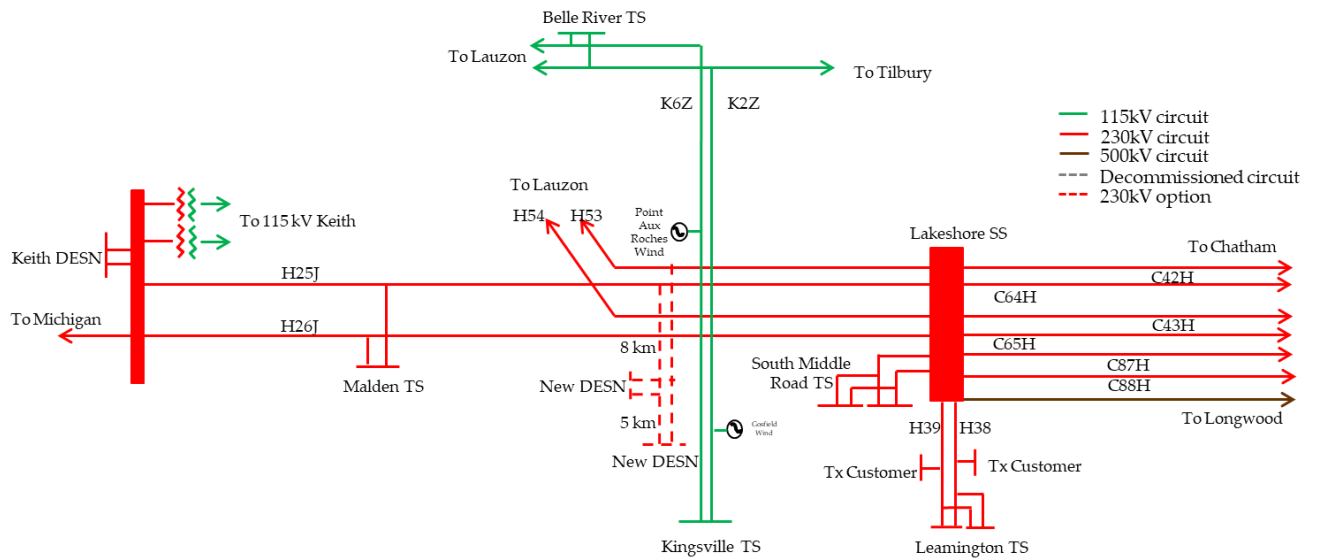 Belle River TS
To Lauzon
To Tilbury
K6Z
K2Z
115kV circuit
230kV circuit
500kV circuit
Decommissioned circuit
230kV option
To Lauzon
H54
H53
To 115 kV Keith
Point
Aux
Roches
Wind
Lakeshore SS
Keith DESN
To Chatham
H25J
C42H
C64H
To Michigan
H26J
C43H
8 km
C65H
South Middle
Road TS
C87H
Malden TS
New DESN
C88H
To Longwood
5 km
Gosfield
Wind
H39
H38
New DESN
Tx Customer
Tx Customer
Kingsville TS
Leamington TS